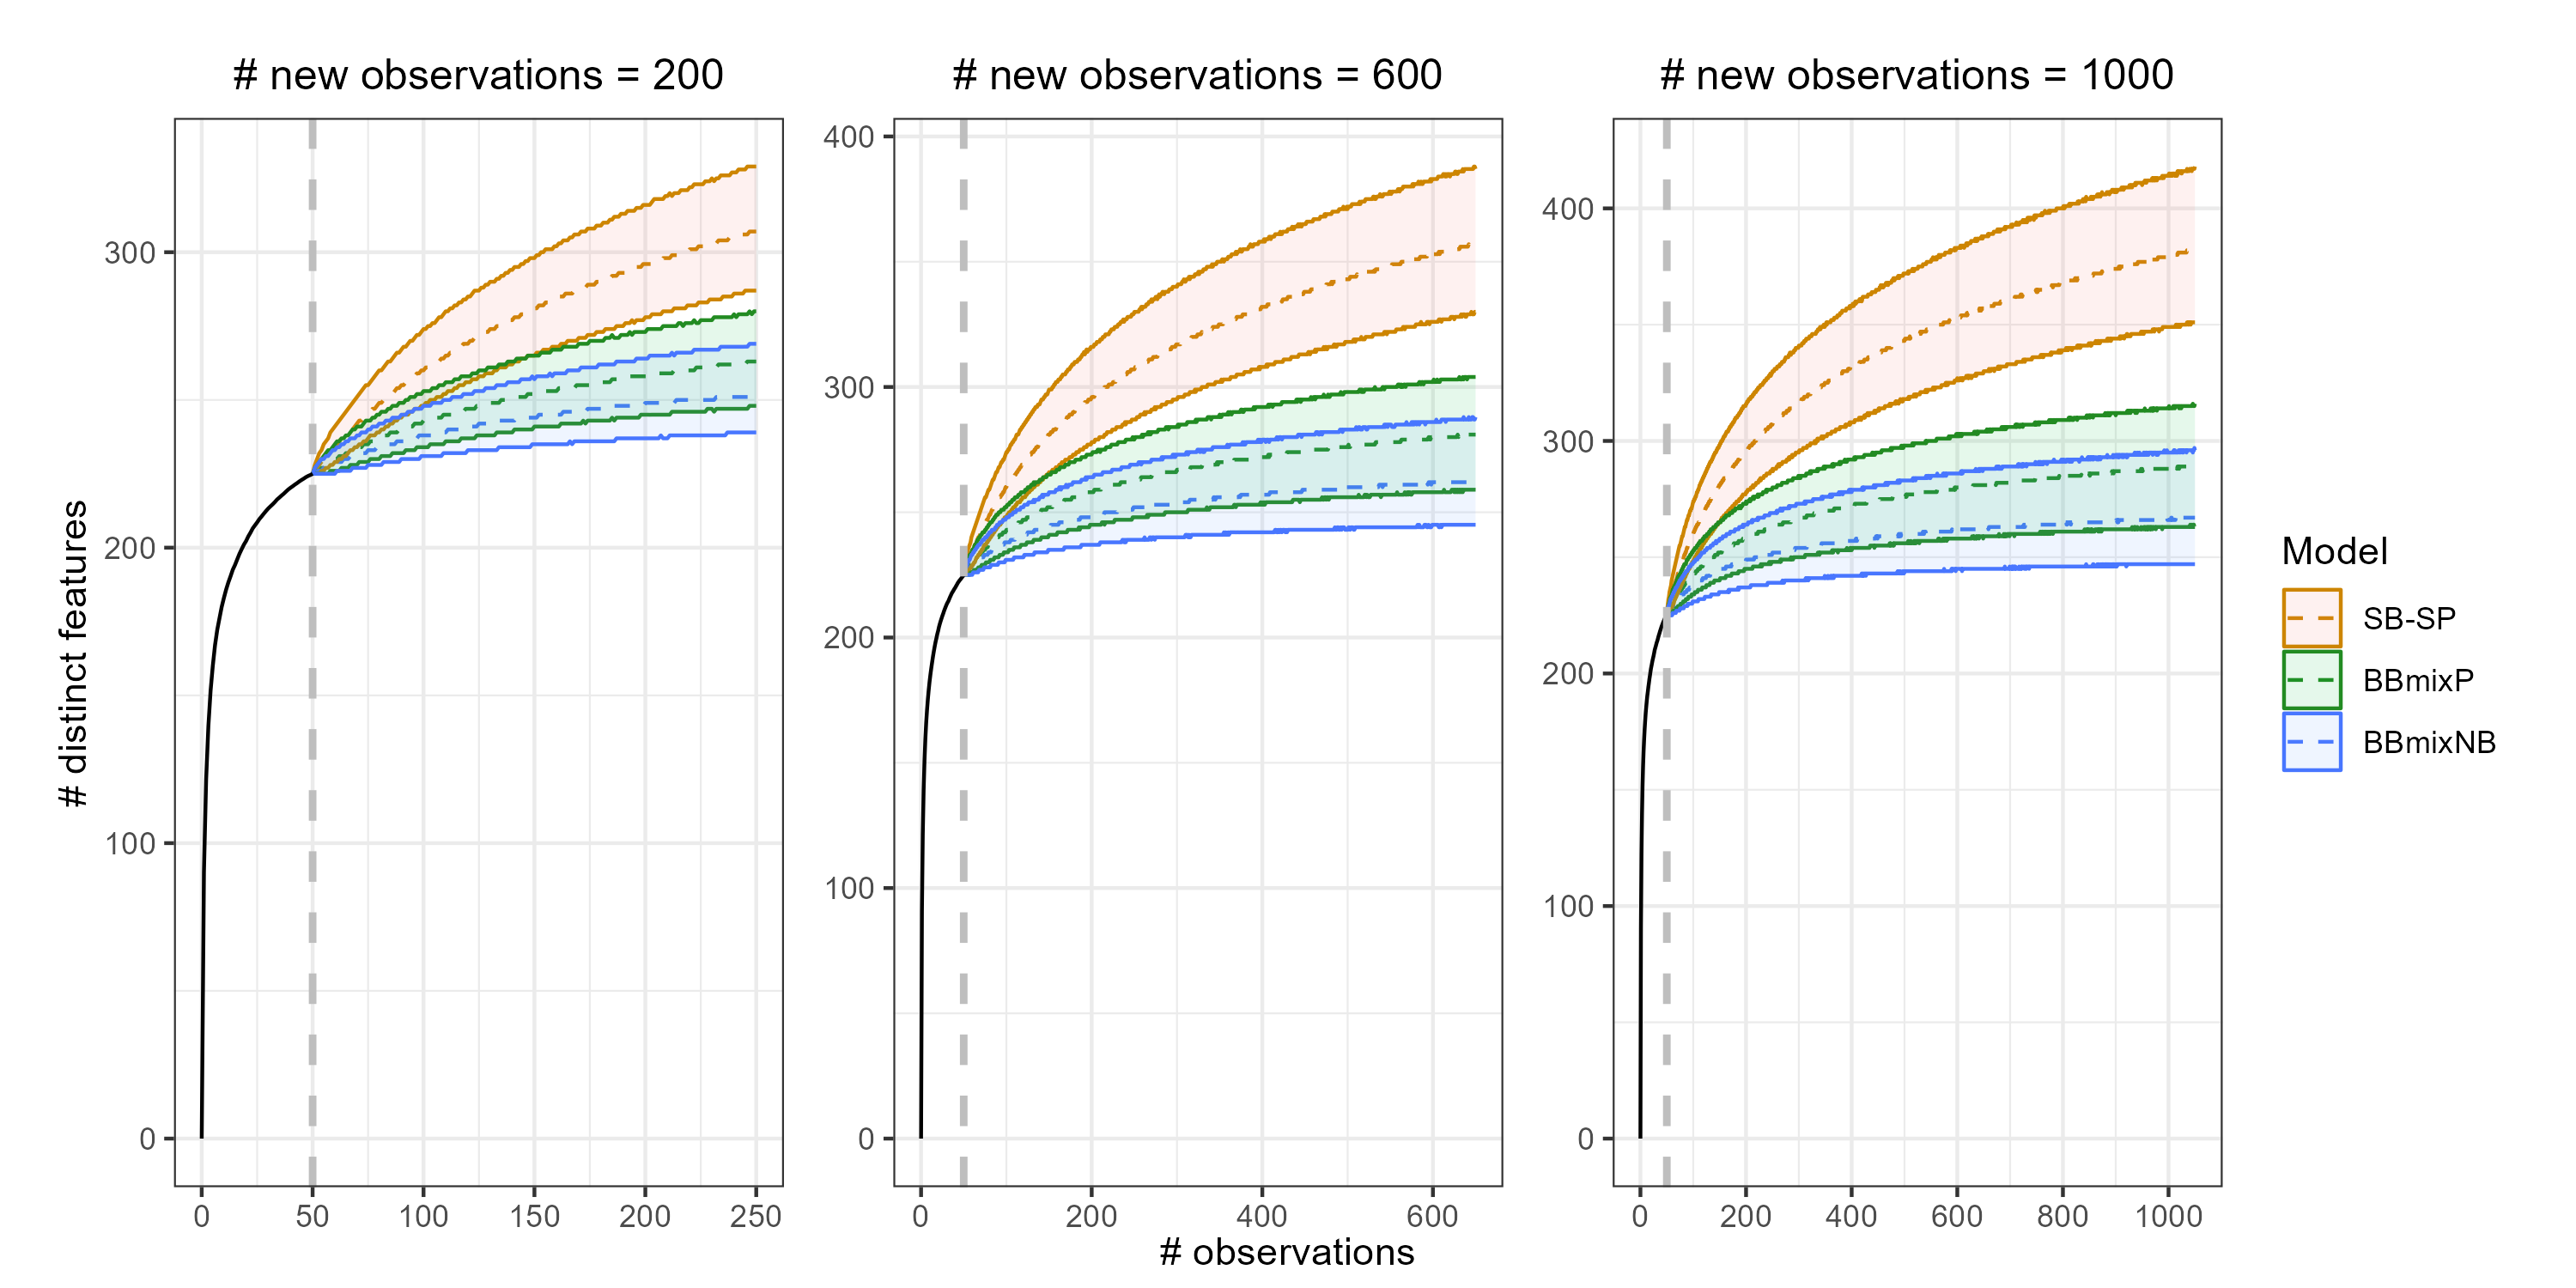 # new observations = 200
# new observations = 600
# new observations = 1000
# distinct features
300
200
100
0
0 50 100 150 200 250
400
300
200
100
0
0 200 400 600
400
300
200
100
0
0 200 400 600 800 1000
# observations
Model
SB-SP
BBmixP
BBmixNB